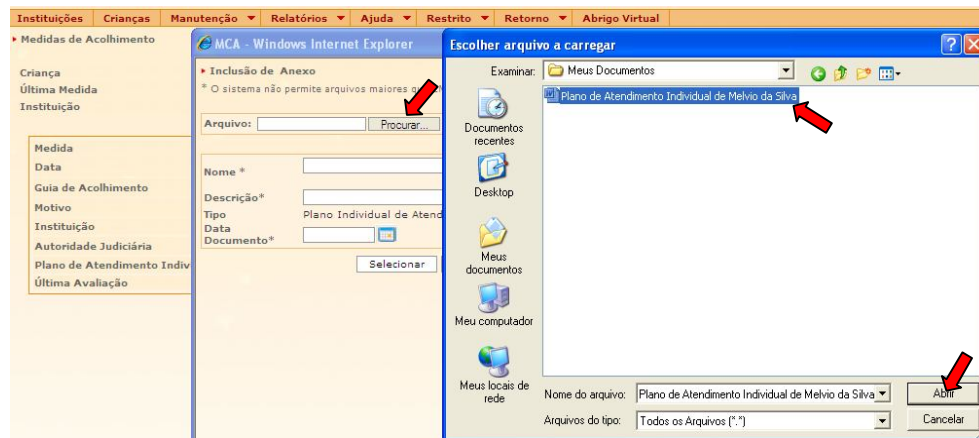 Instituições Crianças Manutenção Relatórios Ajuda Restrito Retorno Abrigo Virtual
Medidas de Acolhimento
Criança
Última Medida
Instituição
Medida
Data
Guia de Acolhimento
Motivo
Instituição
Autoridade Judiciária
Plano de Atendimento Indiv
Última Avaliação
MCA - Windows Internet Explorer
Inclusão de Anexo
* O sistema não permite arquivos maiores
Arquivo: Procurar...
Nome *
Descrição*
Tipo Plano Individual de Atend
Data
Documento*
Selecionar
Escolher arquivo a carregar
Examinar: Meus Documentos
Plano de Atendimento Individual de Melvio da Silva
Documentos
recentes
Desktop
Meus
documentos
Meu computador
Meus locais de
rede
Nome do arquivo: Plano de Atendimento Individual de Melvio da Silva
Abrir
Arquivos do tipo: Todos os Arquivos (*.*)
Cancelar